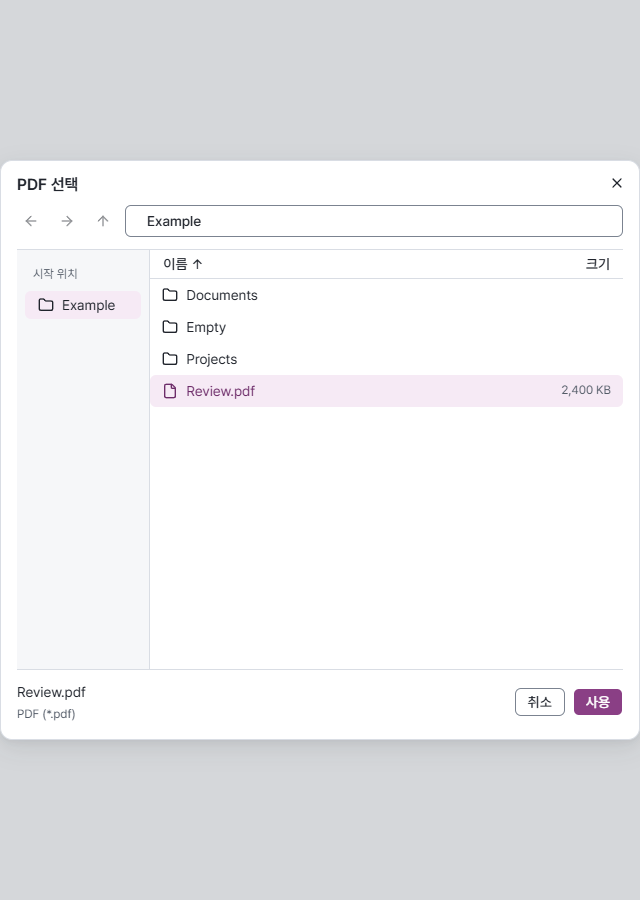 PDF 선택
Example
시작 위치
Example
이름 ↑ 크기
Documents
Empty
Projects
Review.pdf 2,400 KB
Review.pdf
PDF (*.pdf)
취소 사용